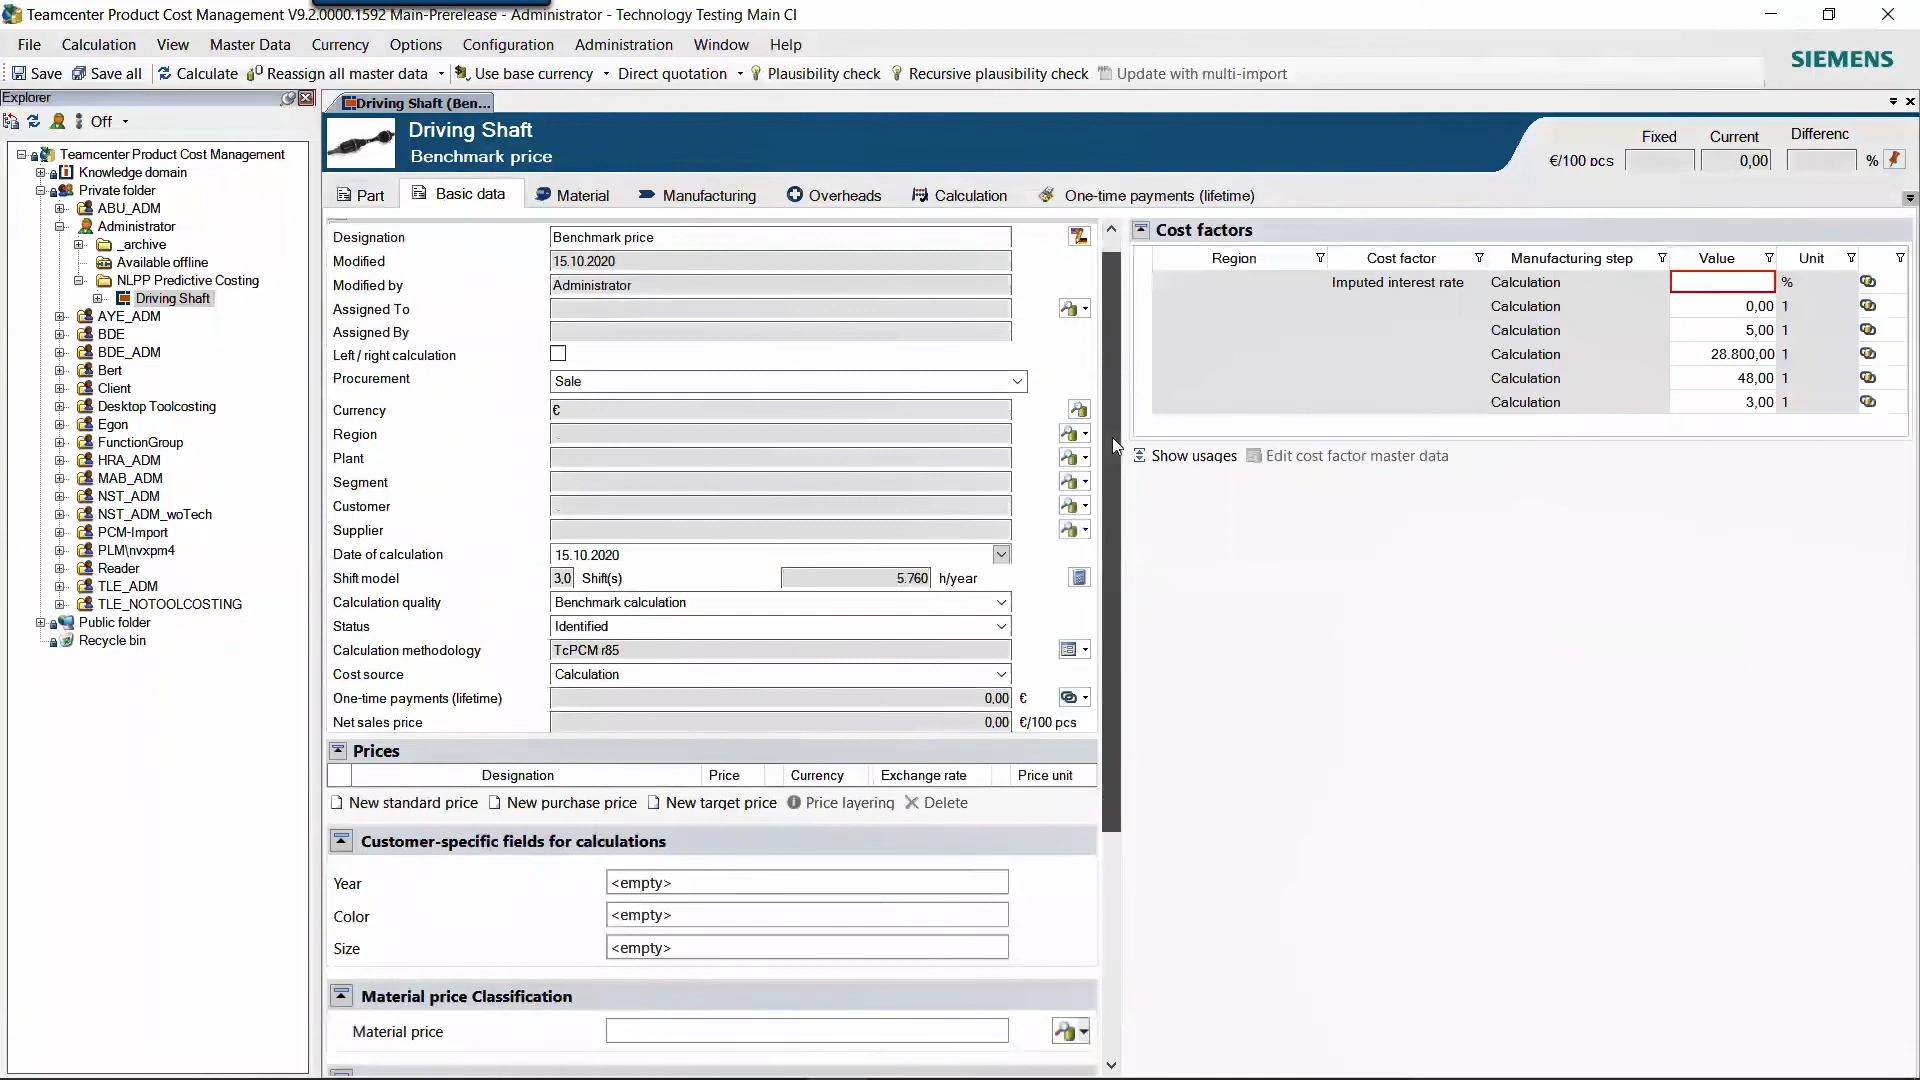 Teamcenter Product Cost Management V9.2.0000.1592 Main-Prerelease - Administrator - Technology Testing Main CI
File Calculation View Master Data Currency Options Configuration Administration Window Help
SIEMENS
Save Save all Calculate Reassign all master data Use base currency Direct quotation Plausibility check Recursive plausibility check Update with multi-import
Explorer
Off
Teamcenter Product Cost Management
Knowledge domain
Private folder
ABU_ADM
Administrator
_archive
Available offline
NLPP Predictive Costing
Driving Shaft
AYE_ADM
BDE
BDE_ADM
Bert
Client
Desktop Toolcosting
Egon
FunctionGroup
HRA_ADM
MAB_ADM
NST_ADM
NST_ADM_woTech
PCM-Import
PLM\nvxpm4
Reader
TLE_ADM
TLE_NOTOOLCOSTING
Public folder
Recycle bin
Driving Shaft (Ben...
Driving Shaft
Benchmark price
Fixed Current Differenc
€/100 pcs 0,00 %
Part Basic data Material Manufacturing Overheads Calculation One-time payments (lifetime)
Designation Benchmark price
Modified 15.10.2020
Modified by Administrator
Assigned To
Assigned By
Left / right calculation
Procurement Sale
Currency €
Region
Plant
Segment
Customer
Supplier
Date of calculation 15.10.2020
Shift model 3,0 Shift(s) 5.760 h/year
Calculation quality Benchmark calculation
Status Identified
Calculation methodology TcPCM r85
Cost source Calculation
One-time payments (lifetime) 0,00 €
Net sales price 0,00 €/100 pcs
Prices
Designation Price Currency Exchange rate Price unit
New standard price New purchase price New target price Price layering Delete
Customer-specific fields for calculations
Year <empty>
Color <empty>
Size <empty>
Material price Classification
Material price
Cost factors
Region Cost factor Manufacturing step Value Unit
Imputed interest rate Calculation %
Calculation 0,00 1
Calculation 5,00 1
Calculation 28.800,00 1
Calculation 48,00 1
Calculation 3,00 1
Show usages Edit cost factor master data